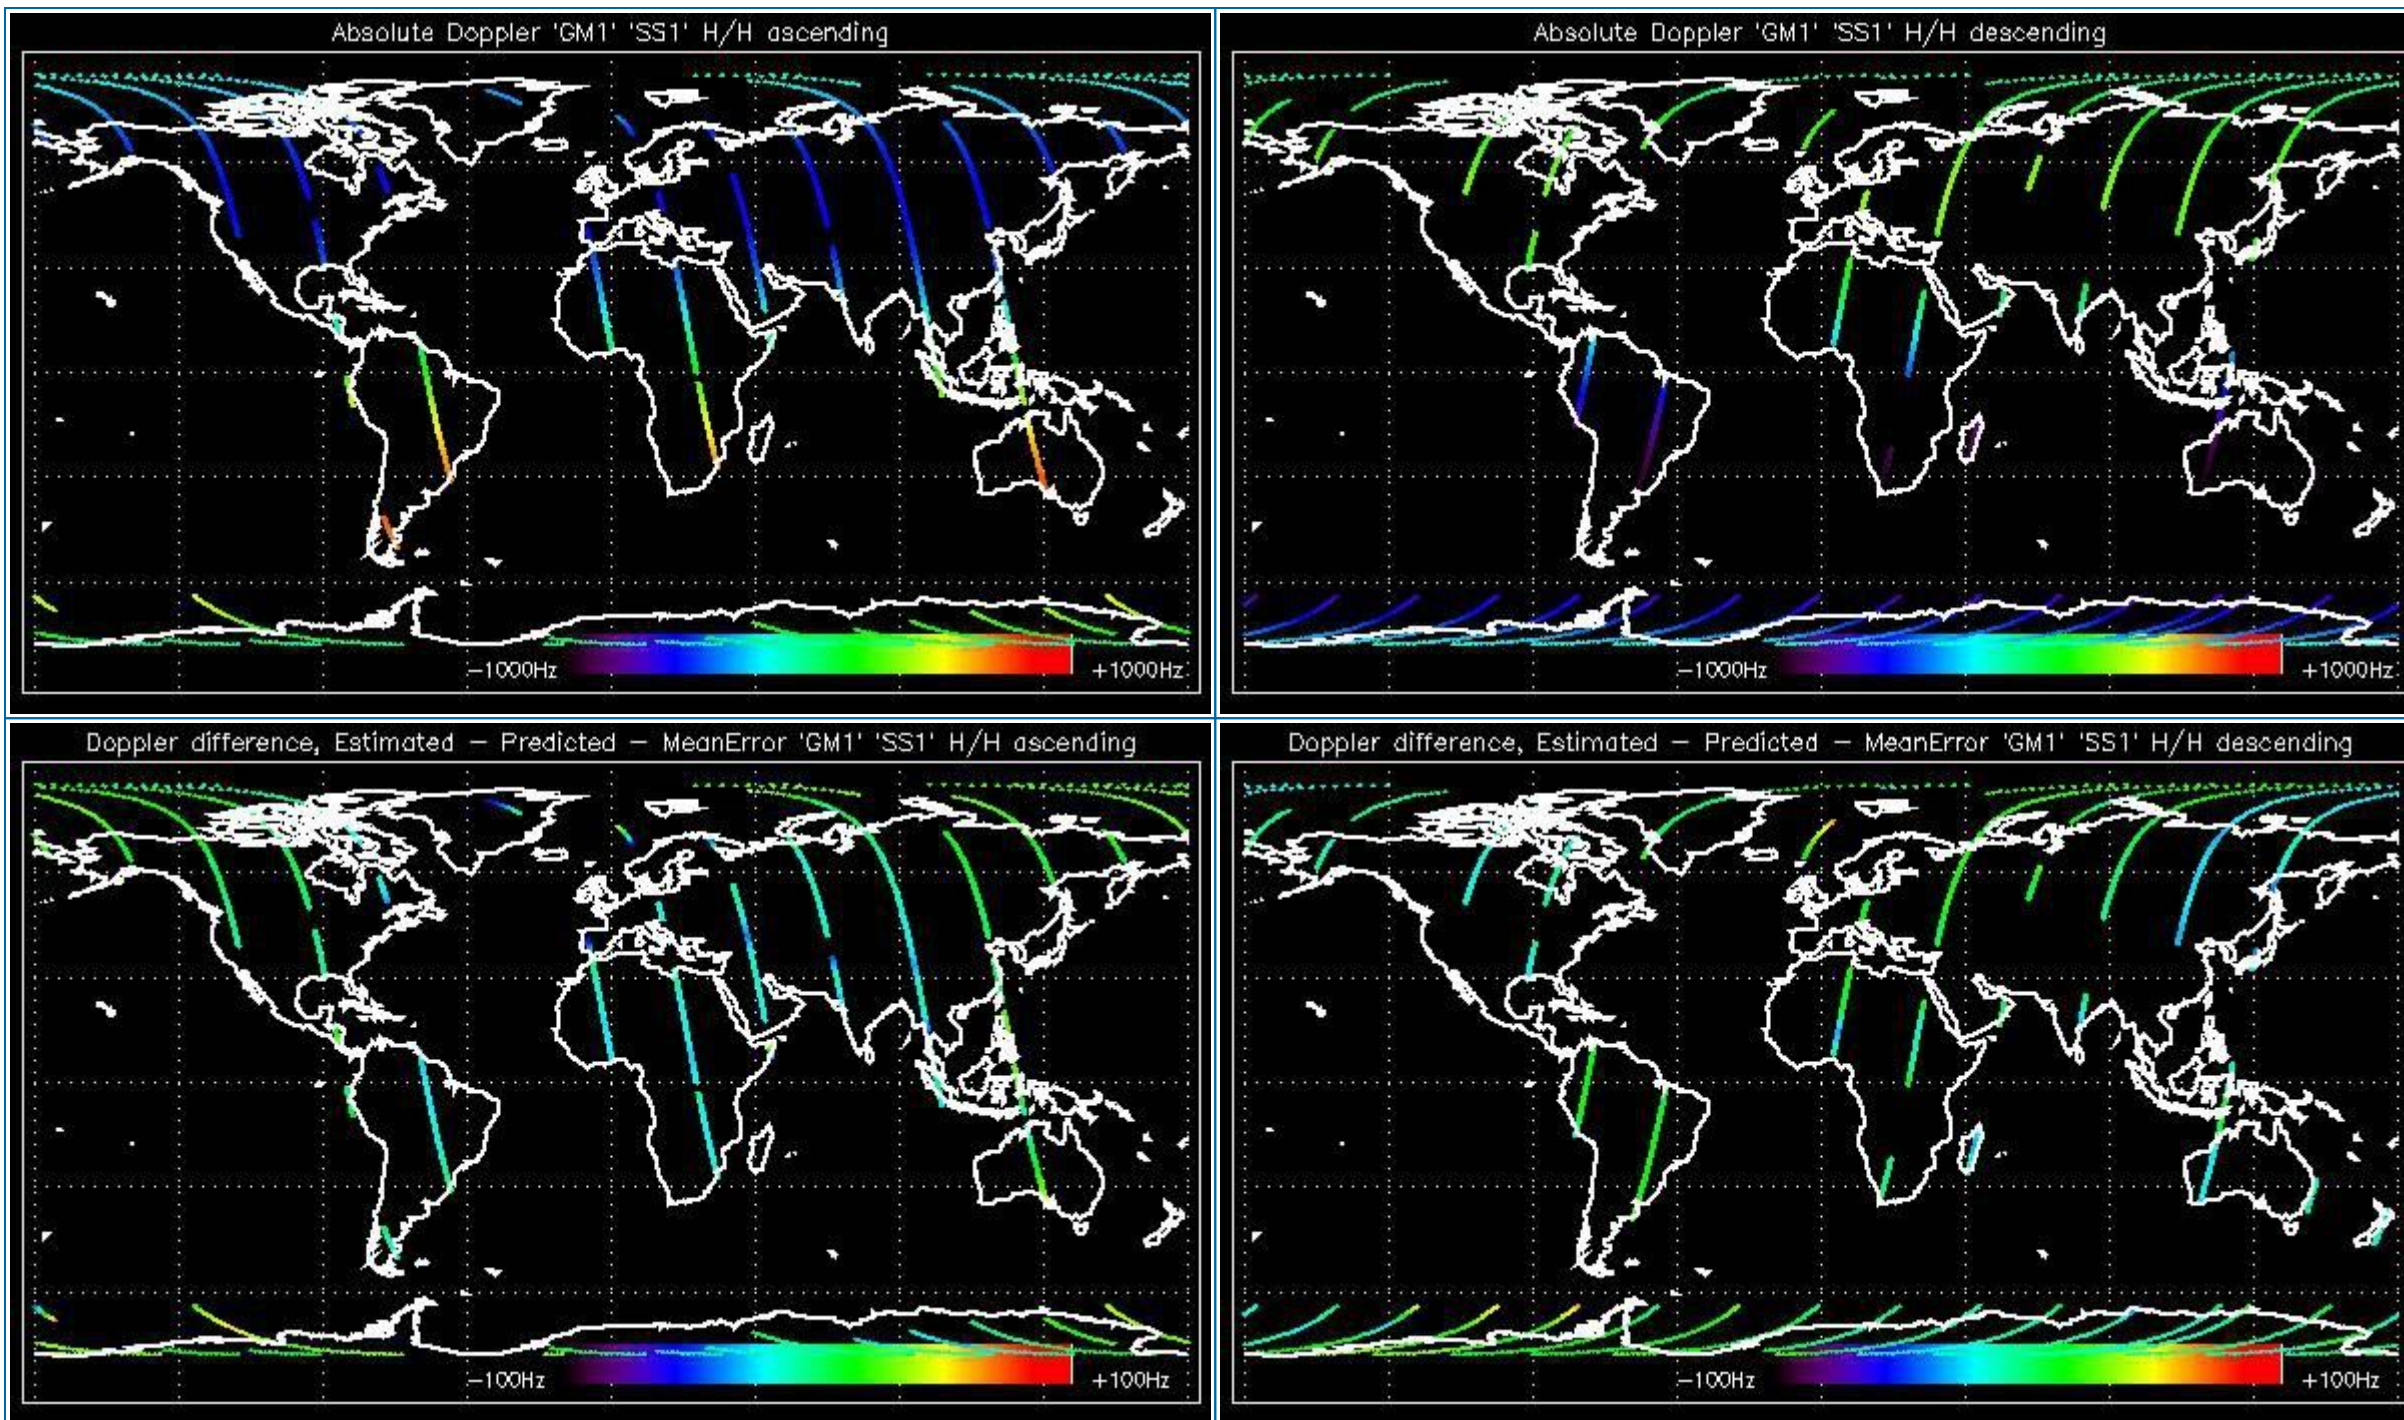 Absolute Doppler 'GM1' 'SS1' H/H ascending
-1000Hz
+1000Hz
Absolute Doppler 'GM1' 'SS1' H/H descending
-1000Hz
+1000Hz
Doppler difference, Estimated - Predicted - MeanError 'GM1' 'SS1' H/H ascending
-100Hz
+100Hz
Doppler difference, Estimated - Predicted - MeanError 'GM1' 'SS1' H/H descending
-100Hz
+100Hz